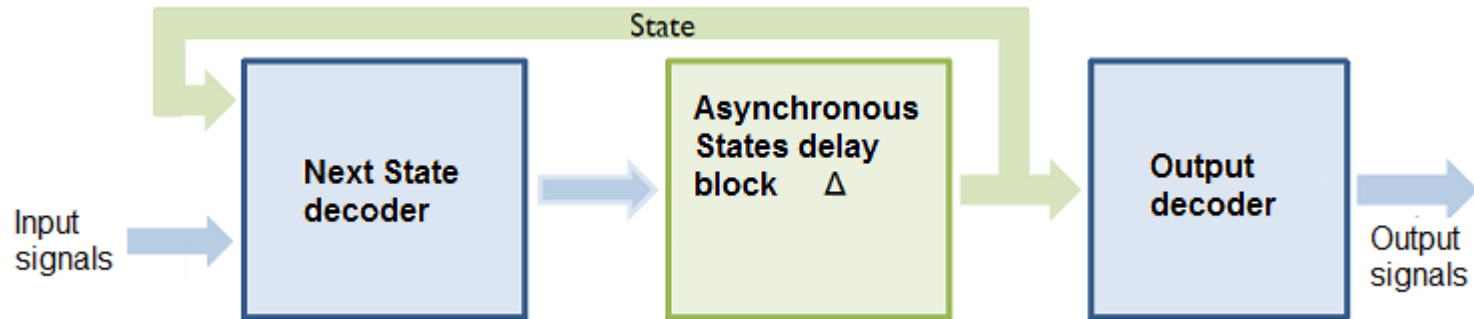 State
Input
signals
Next State
decoder
Asynchronous
States delay
block Δ
Output
decoder
Output
signals